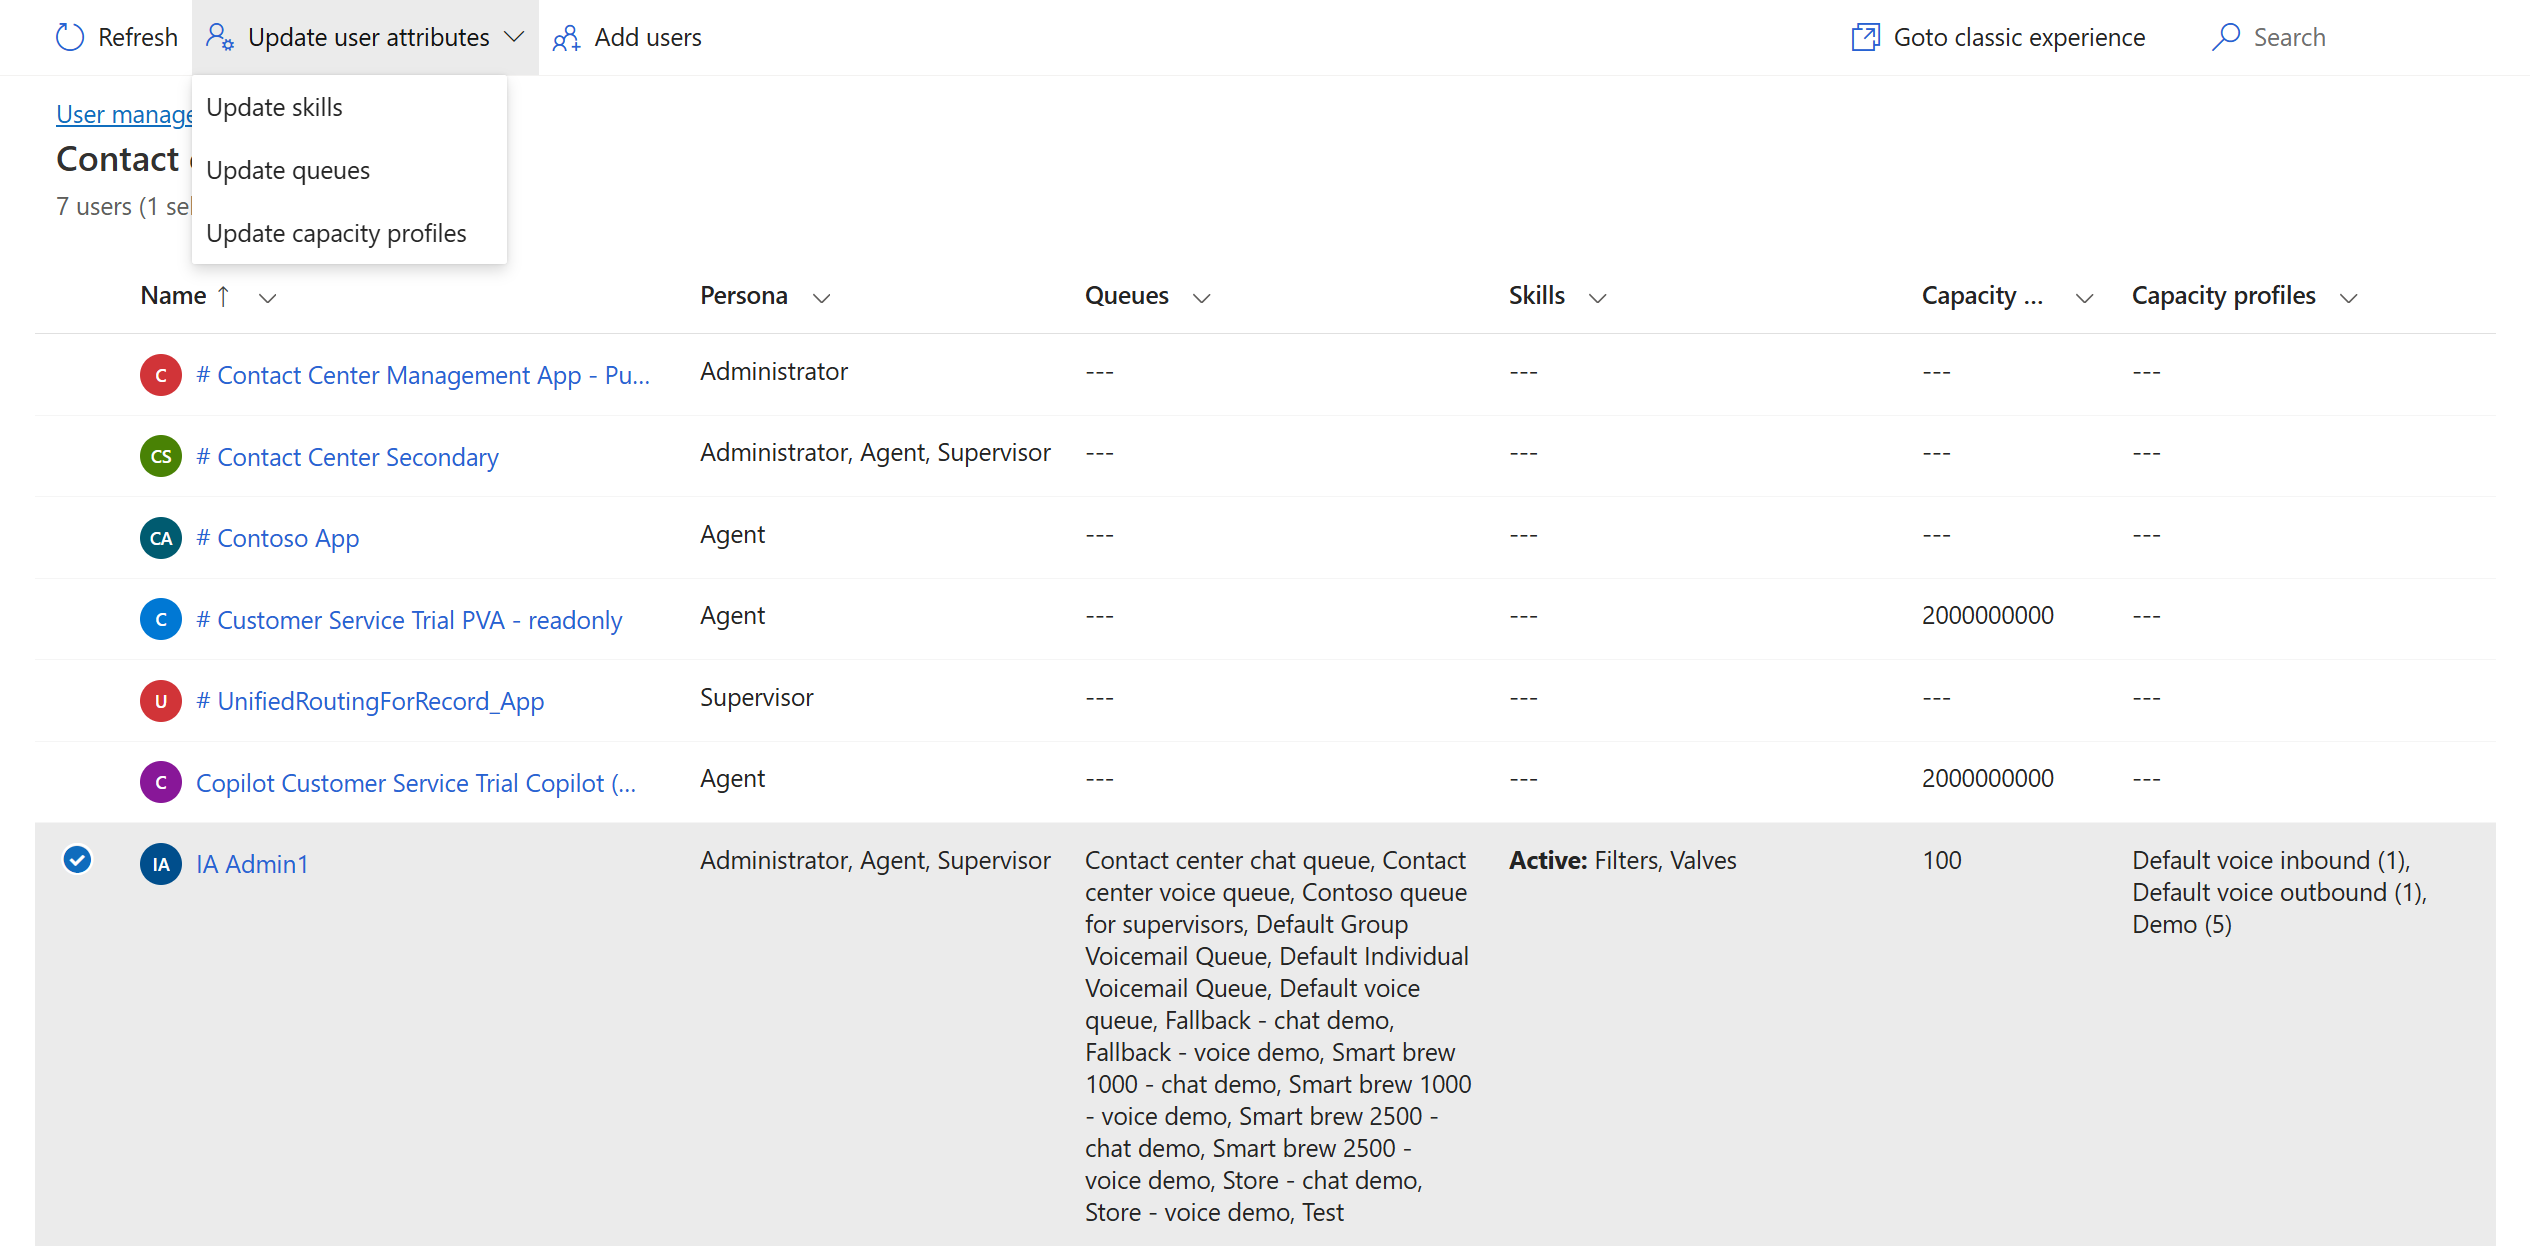 Refresh
Update user attributes
Add users
Goto classic experience
Search
Update skills
Update queues
Update capacity profiles
User manage
Contact
7 users (1 sel
Name ↑
Persona
Queues
Skills
Capacity ...
Capacity profiles
C # Contact Center Management App - Pu... Administrator --- --- --- ---
CS # Contact Center Secondary Administrator, Agent, Supervisor --- --- --- ---
CA # Contoso App Agent --- --- --- ---
C # Customer Service Trial PVA - readonly Agent --- --- 2000000000 ---
U # UnifiedRoutingForRecord_App Supervisor --- --- --- ---
C Copilot Customer Service Trial Copilot (... Agent --- --- 2000000000 ---
IA IA Admin1
Administrator, Agent, Supervisor
Contact center chat queue, Contact
center voice queue, Contoso queue
for supervisors, Default Group
Voicemail Queue, Default Individual
Voicemail Queue, Default voice
queue, Fallback - chat demo,
Fallback - voice demo, Smart brew
1000 - chat demo, Smart brew 1000
- voice demo, Smart brew 2500 -
chat demo, Smart brew 2500 -
voice demo, Store - chat demo,
Store - voice demo, Test
Active: Filters, Valves
100
Default voice inbound (1),
Default voice outbound (1),
Demo (5)